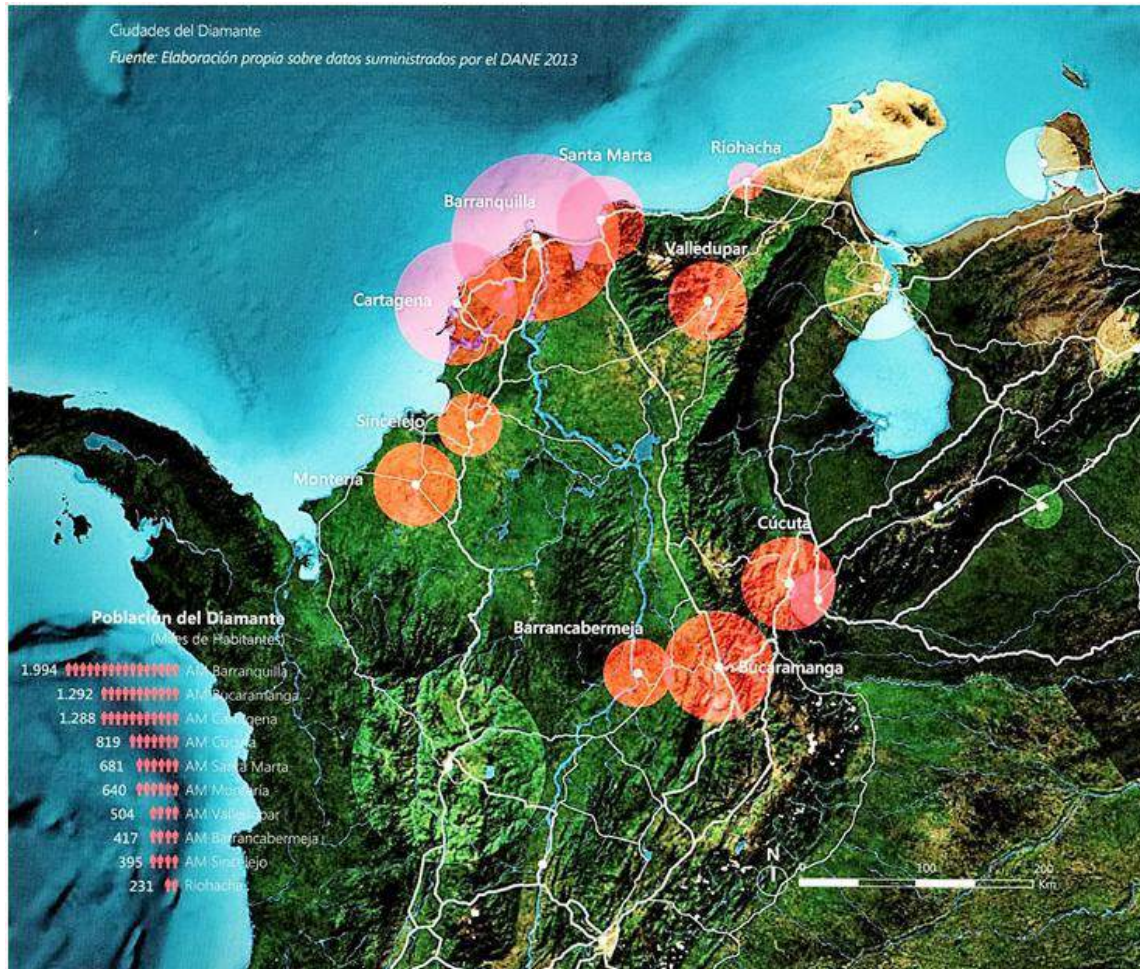 Ciudades del Diamante
Fuente: Elaboración propia sobre datos suministrados por el DANE 2013
Santa Marta
Riohacha
Barranquilla
Valledupar
Cartagena
Sincelejo
Montería
Cúcuta
Barrancabermeja
Bucaramanga
Población del Diamante
(Miles de Habitantes)
1.994 AM Barranquilla
1.292 AM Bucaramanga
1.288 AM Cartagena
819 AM Cúcuta
681 AM Santa Marta
640 AM Montería
504 AM Valledupar
417 AM Barrancabermeja
395 AM Sincelejo
231 Riohacha
N
0 100 200
Km